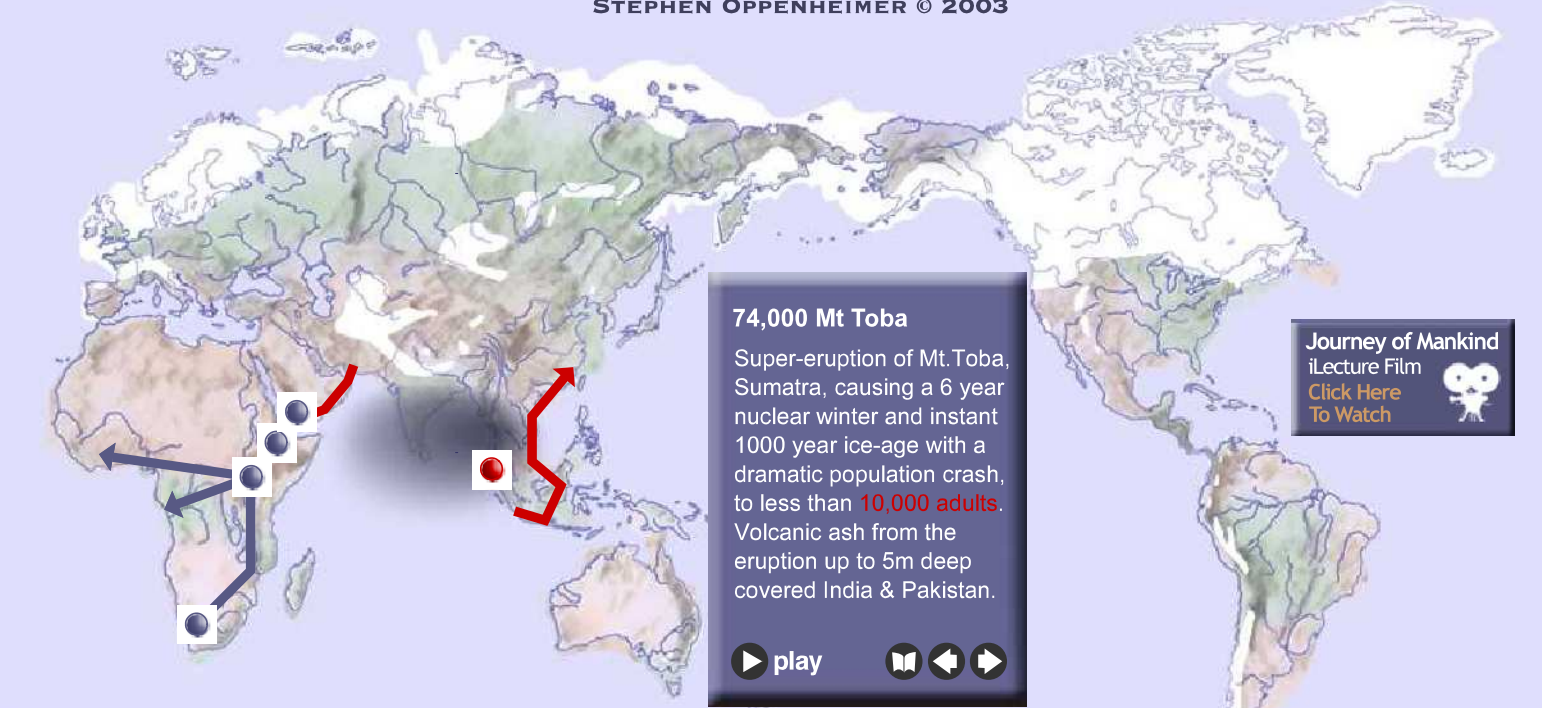 STEPHEN OPPENHEIMER © 2003
74,000 Mt Toba
Super-eruption of Mt.Toba,
Sumatra, causing a 6 year
nuclear winter and instant
1000 year ice-age with a
dramatic population crash,
to less than 10,000 adults.
Volcanic ash from the
eruption up to 5m deep
covered India & Pakistan.
play
Journey of Mankind
iLecture Film
Click Here
To Watch